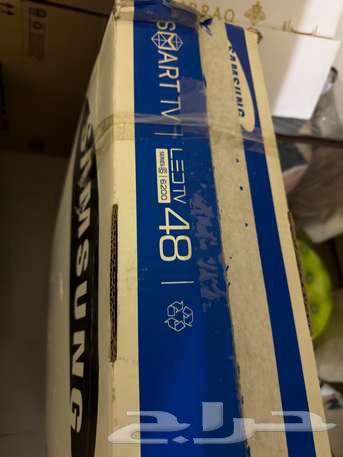 SAMSUNG
SMART TV
LED TV
SERIES 6 6200
48
SAMSUNG
حراج